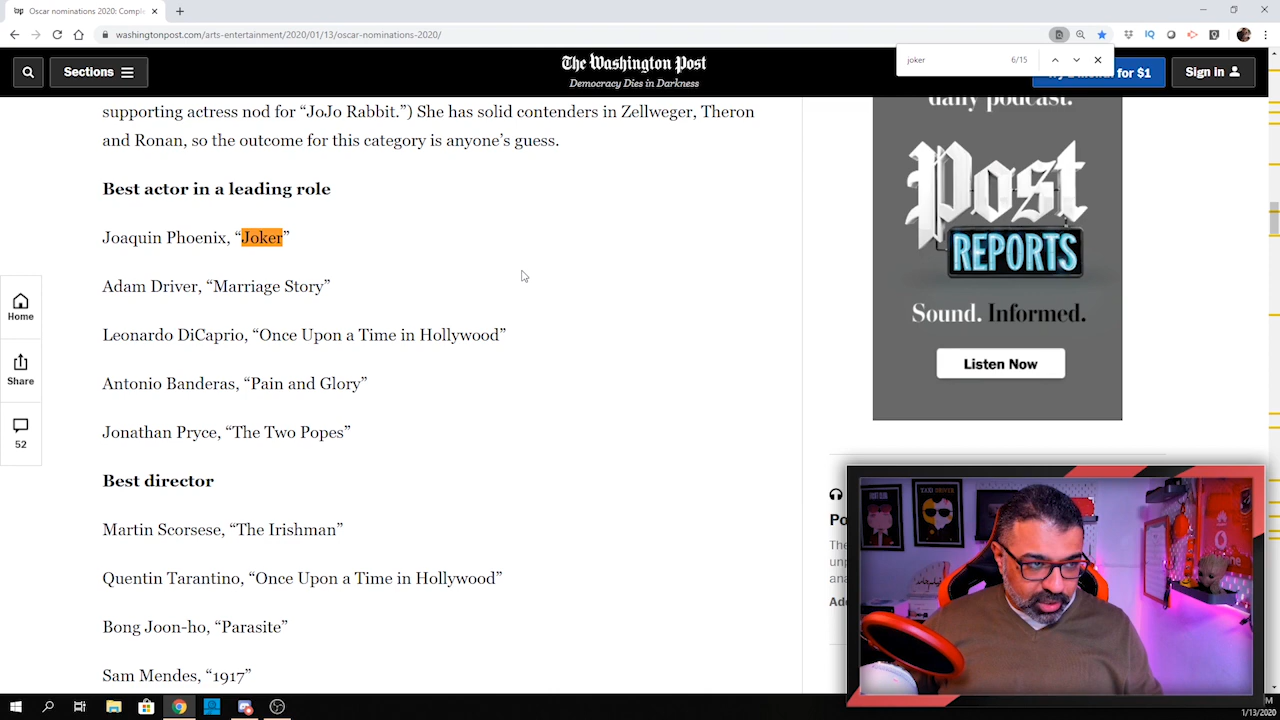 Oscar nominations 2020: Comple
washingtonpost.com/arts-entertainment/2020/01/13/oscar-nominations-2020/
joker 6/15
Sections
The Washington Post
Democracy Dies in Darkness
for $1
Sign in
supporting actress nod for “JoJo Rabbit.”) She has solid contenders in Zellweger, Theron
and Ronan, so the outcome for this category is anyone’s guess.
Best actor in a leading role
Joaquin Phoenix, “Joker”
Adam Driver, “Marriage Story”
Leonardo DiCaprio, “Once Upon a Time in Hollywood”
Antonio Banderas, “Pain and Glory”
Jonathan Pryce, “The Two Popes”
Best director
Martin Scorsese, “The Irishman”
Quentin Tarantino, “Once Upon a Time in Hollywood”
Bong Joon-ho, “Parasite”
Sam Mendes, “1917”
Home
Share
52
daily podcast.
Post
REPORTS
Sound. Informed.
Listen Now
Po
The
TAXI DRIVER
1/13/2020